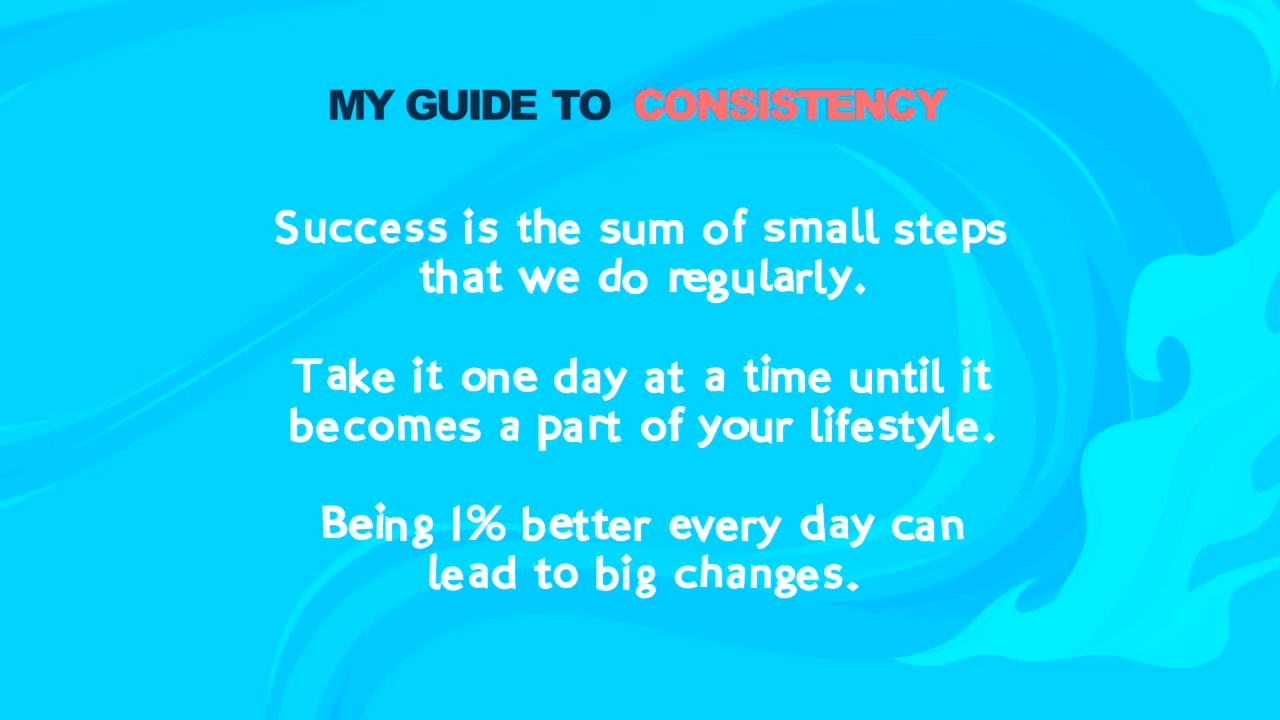 MY GUIDE TO CONSISTENCY
Success is the sum of small steps
that we do regularly.
Take it one day at a time until it
becomes a part of your lifestyle.
Being 1% better every day can
lead to big changes.